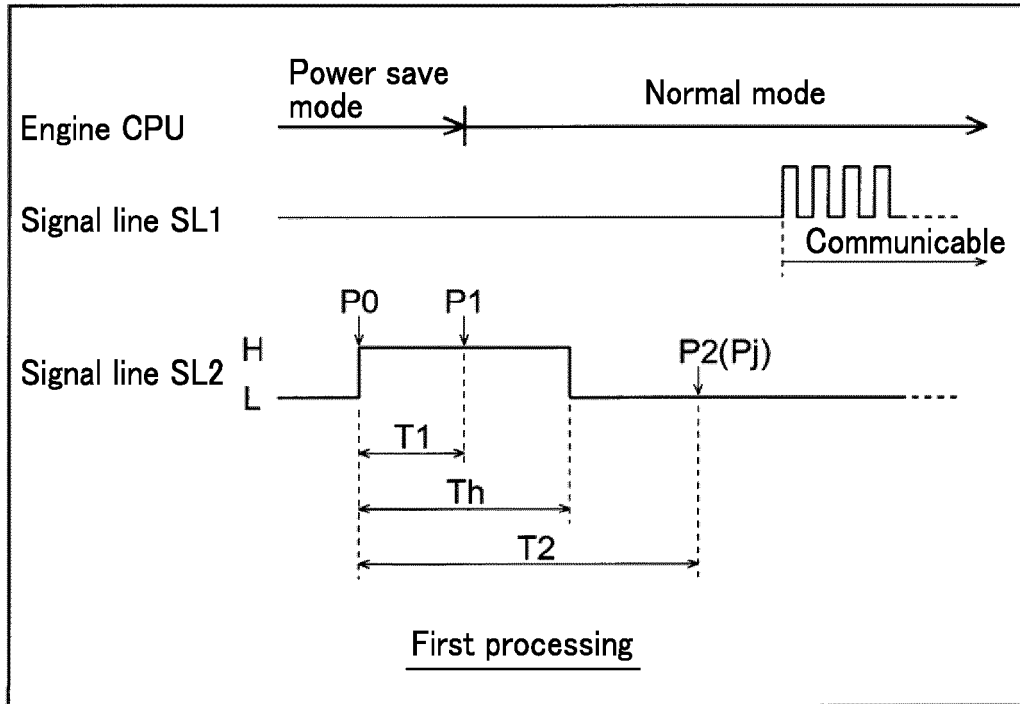 Power save
mode
Normal mode
Engine CPU
Signal line SL1
Communicable
P0
P1
H
P2(Pj)
Signal line SL2
L
T1
Th
T2
First processing